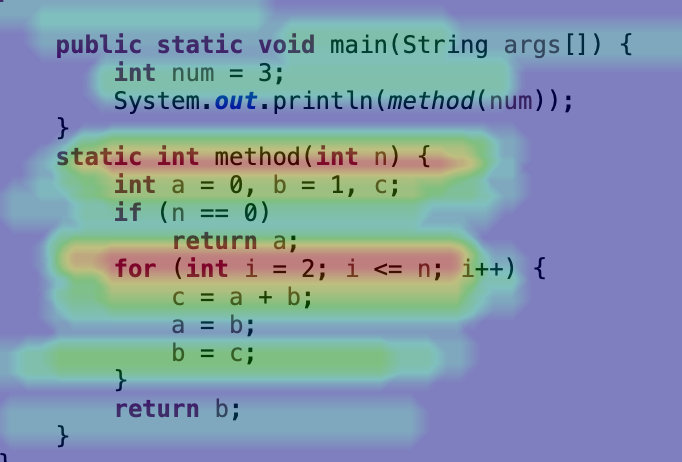 public static void main(String args[]) {
int num = 3;
System.out.println(method(num));
}
static int method(int n) {
int a = 0, b = 1, c;
if (n == 0)
return a;
for (int i = 2; i <= n; i++) {
c = a + b;
a = b;
b = c;
}
return b;
}
}